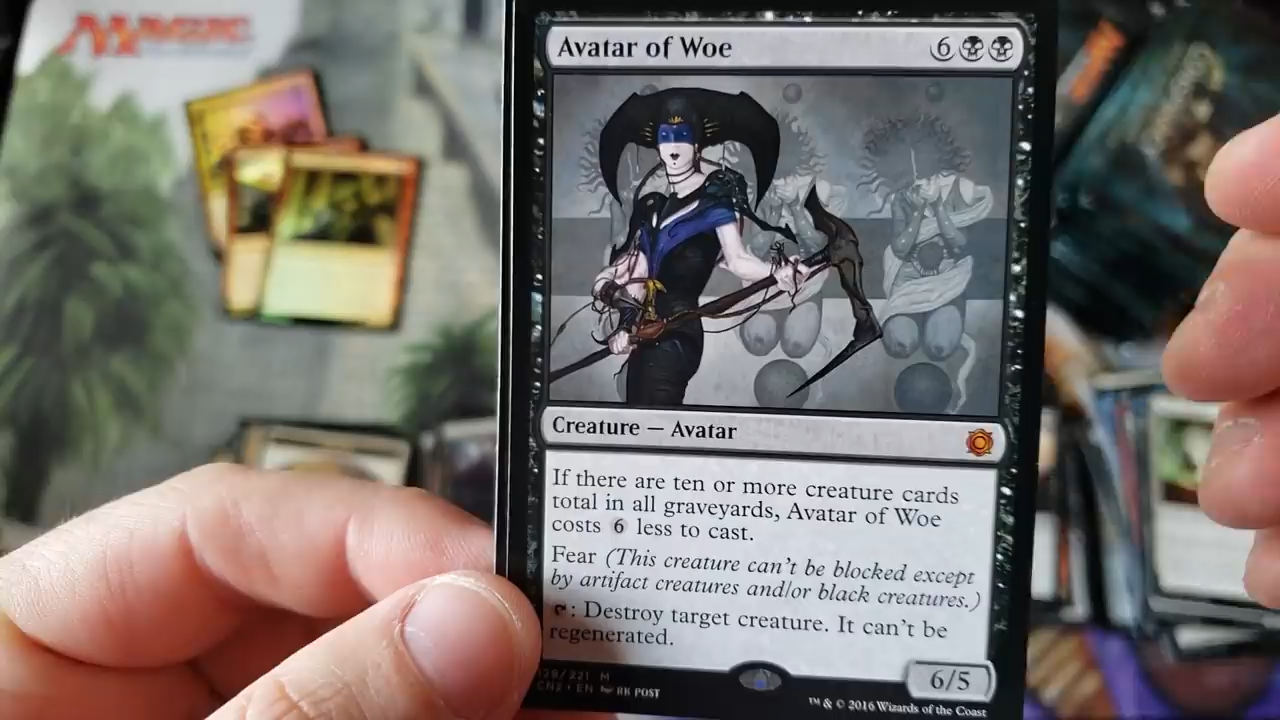 MAGIC
Avatar of Woe 6
Creature — Avatar
If there are ten or more creature cards
total in all graveyards, Avatar of Woe
costs 6 less to cast.
Fear (This creature can't be blocked except
by artifact creatures and/or black creatures.)
: Destroy target creature. It can't be
regenerated.
6/5
/221 M
CN2 • EN RK POST
™ & © 2016 Wizards of the Coast